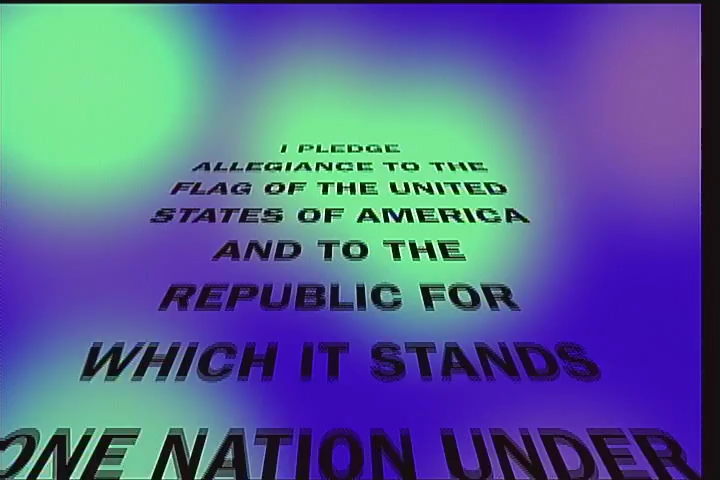 I PLEDGE
ALLEGIANCE TO THE
FLAG OF THE UNITED
STATES OF AMERICA
AND TO THE
REPUBLIC FOR
WHICH IT STANDS
ONE NATION UNDER